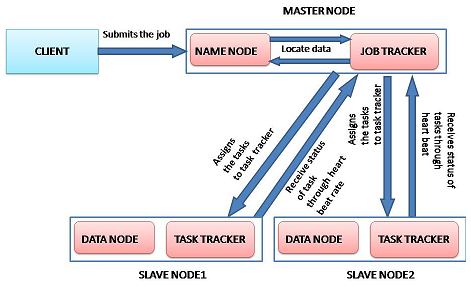 MASTER NODE
CLIENT
Submits the job
NAME NODE
Locate data
JOB TRACKER
Assigns
the tasks
to task tracker
Receive status
of task
through heart
beat rate
Assigns
the tasks
to task tracker
Receives status of
tasks through
heart beat
DATA NODE
TASK TRACKER
DATA NODE
TASK TRACKER
SLAVE NODE1
SLAVE NODE2